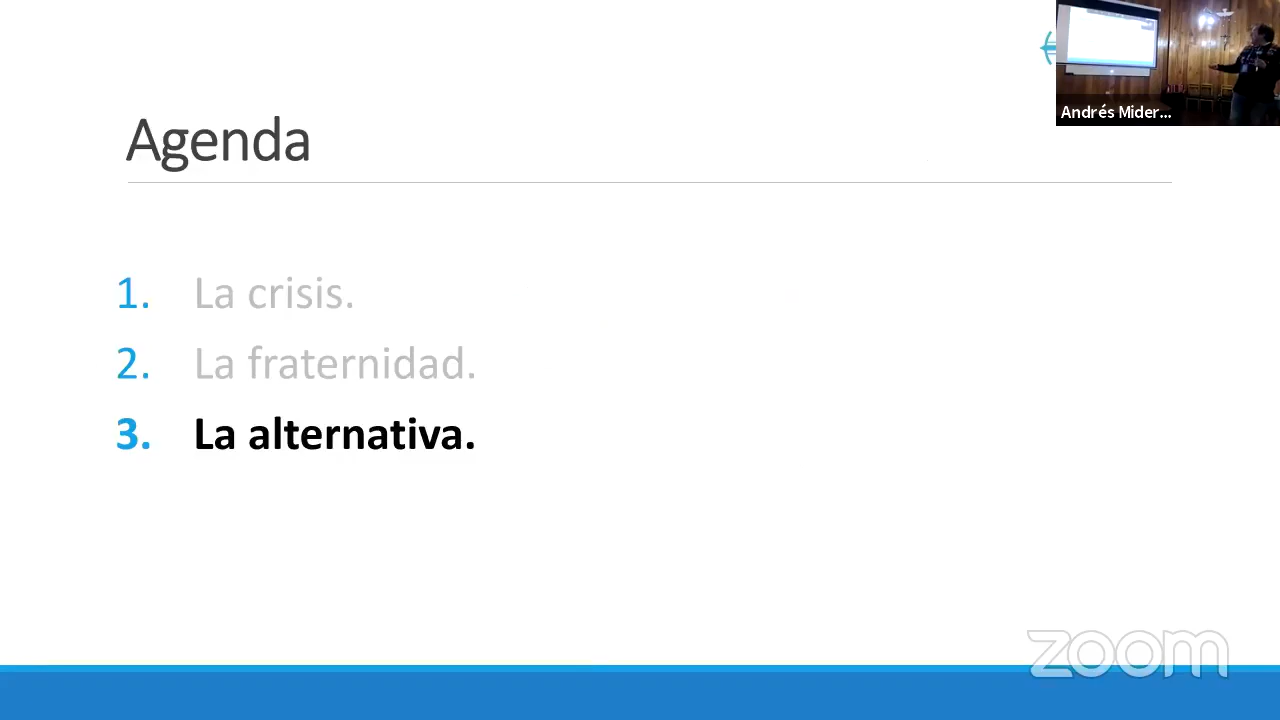 Andrés Mider...
Agenda
1. La crisis.
2. La fraternidad.
3. La alternativa.
zoom